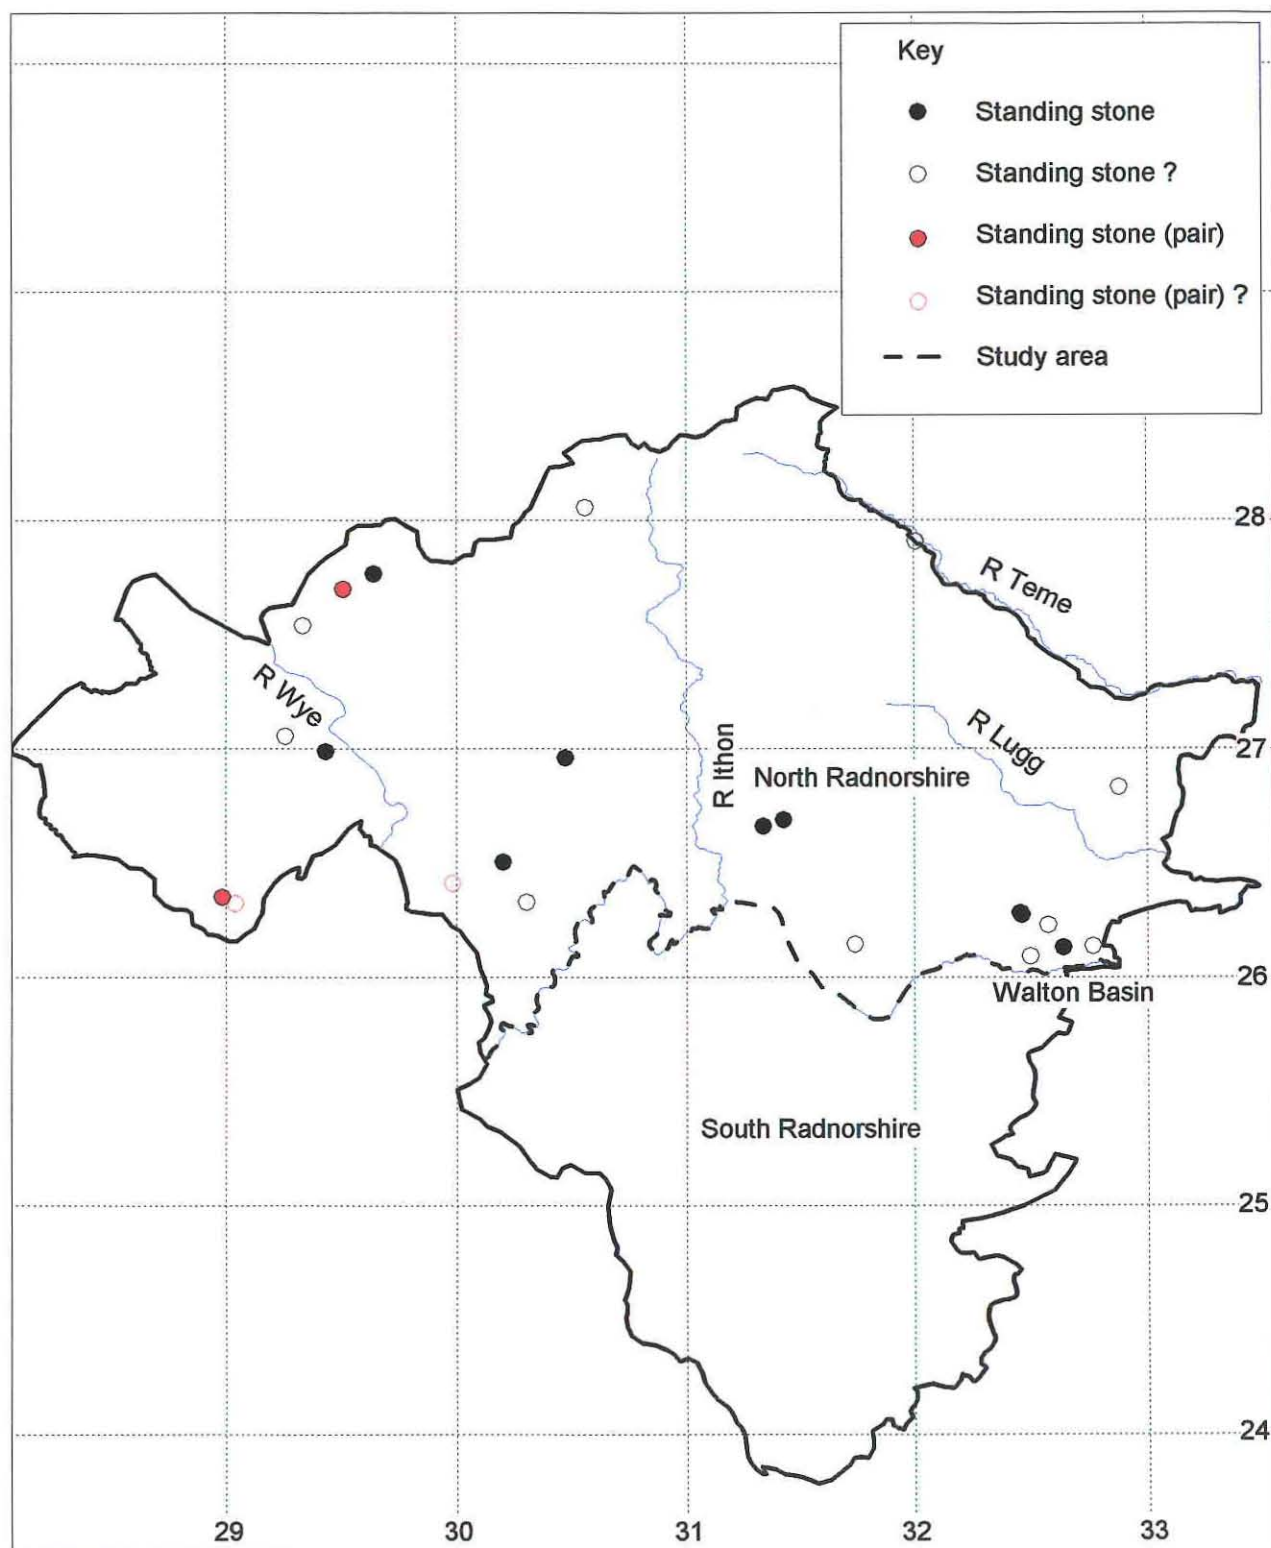 Key
Standing stone
Standing stone ?
Standing stone (pair)
Standing stone (pair) ?
Study area
28
R Teme
R Wye
R Lugg
27
R Ithon
North Radnorshire
26
Walton Basin
South Radnorshire
25
24
29 30 31 32 33